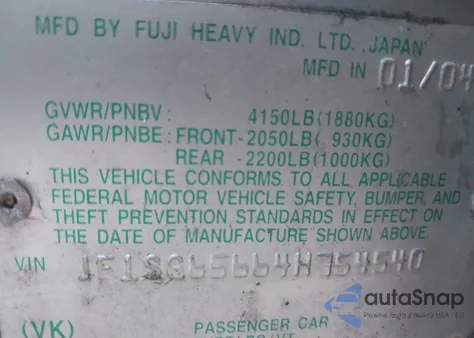 MFD BY FUJI HEAVY IND. LTD. JAPAN
MFD IN 01/04
GVWR/PNBV : 4150LB(1880KG)
GAWR/PNBE : FRONT-2050LB( 930KG)
REAR -2200LB(1000KG)
THIS VEHICLE CONFORMS TO ALL APPLICABLE
FEDERAL MOTOR VEHICLE SAFETY, BUMPER, AND
THEFT PREVENTION STANDARDS IN EFFECT ON
THE DATE OF MANUFACTURE SHOWN ABOVE.
VIN JF1SG65664H754540
(VK) PASSENGER CAR
autaSnap